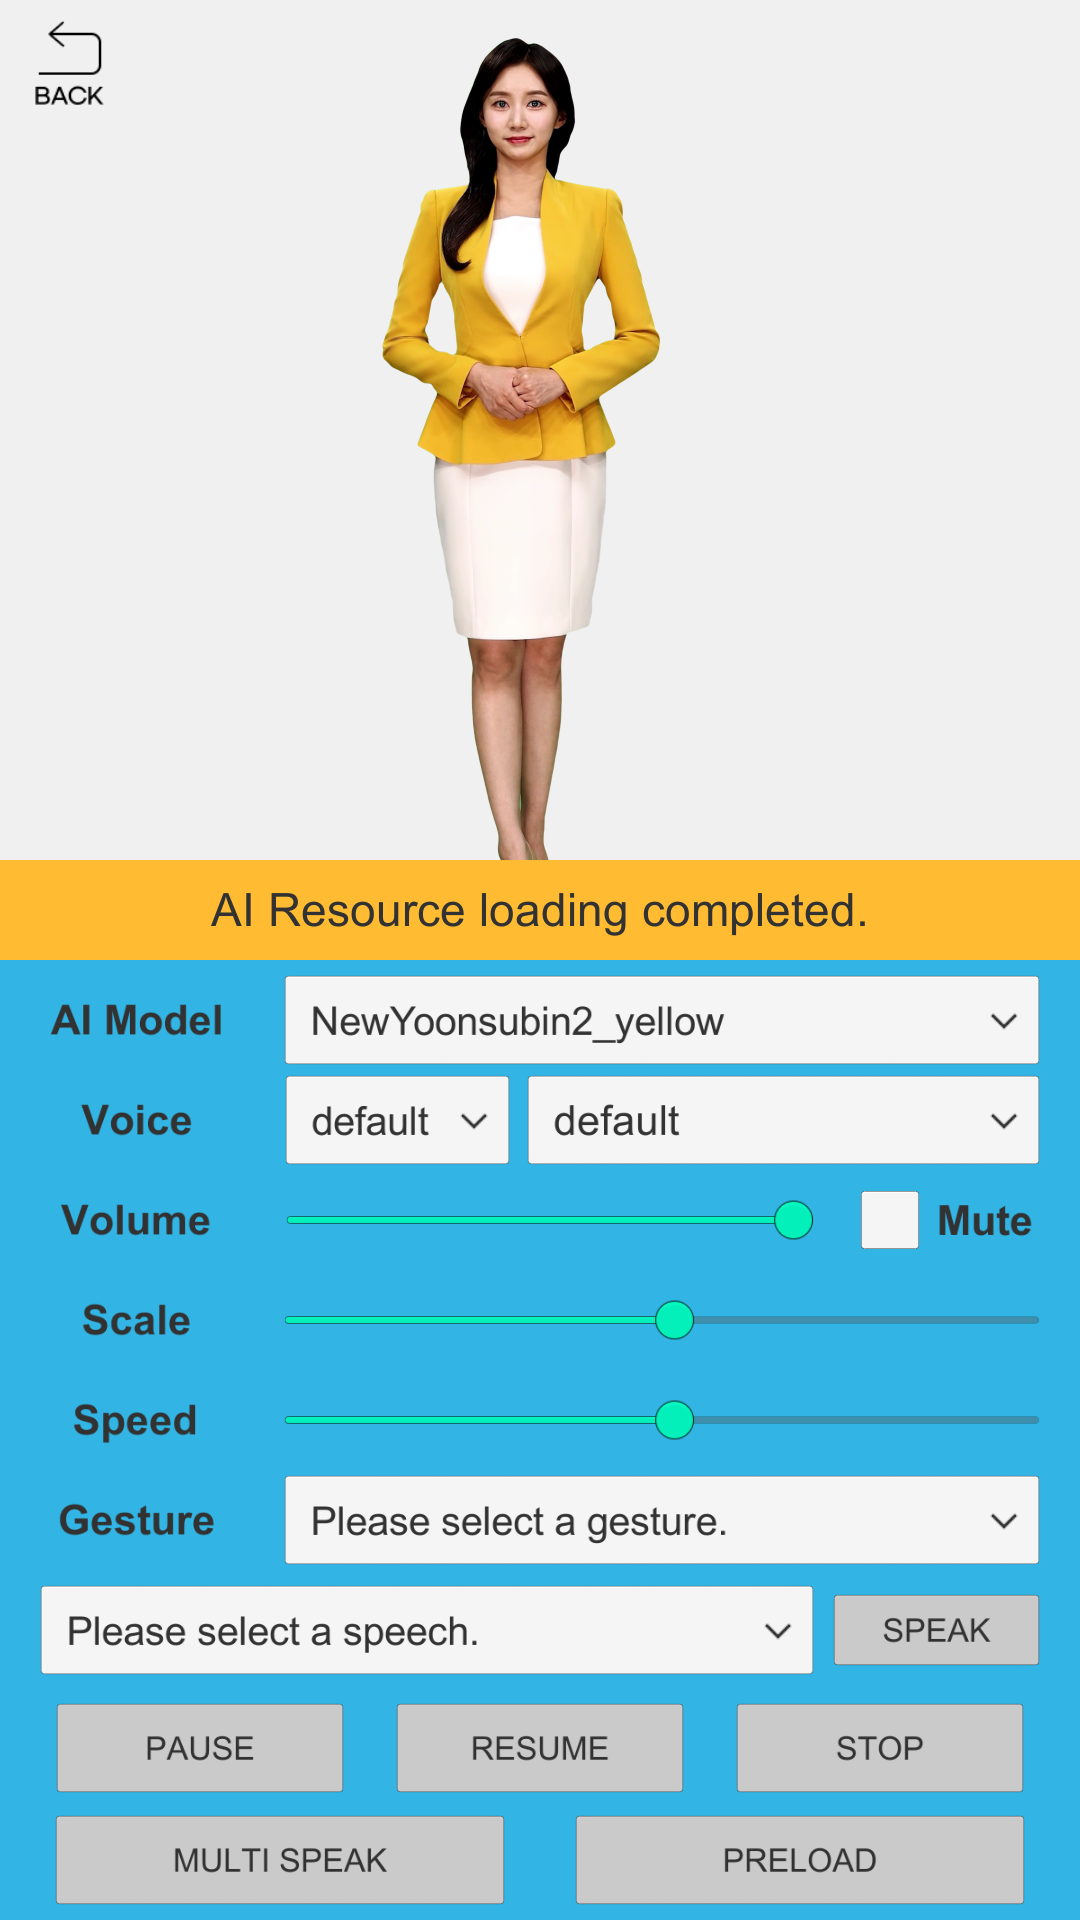 BACK
AI Resource loading completed.
AI Model
NewYoonsubin2_yellow
Voice
default
default
Volume
Mute
Scale
Speed
Gesture
Please select a gesture.
Please select a speech.
SPEAK
PAUSE
RESUME
STOP
MULTI SPEAK
PRELOAD